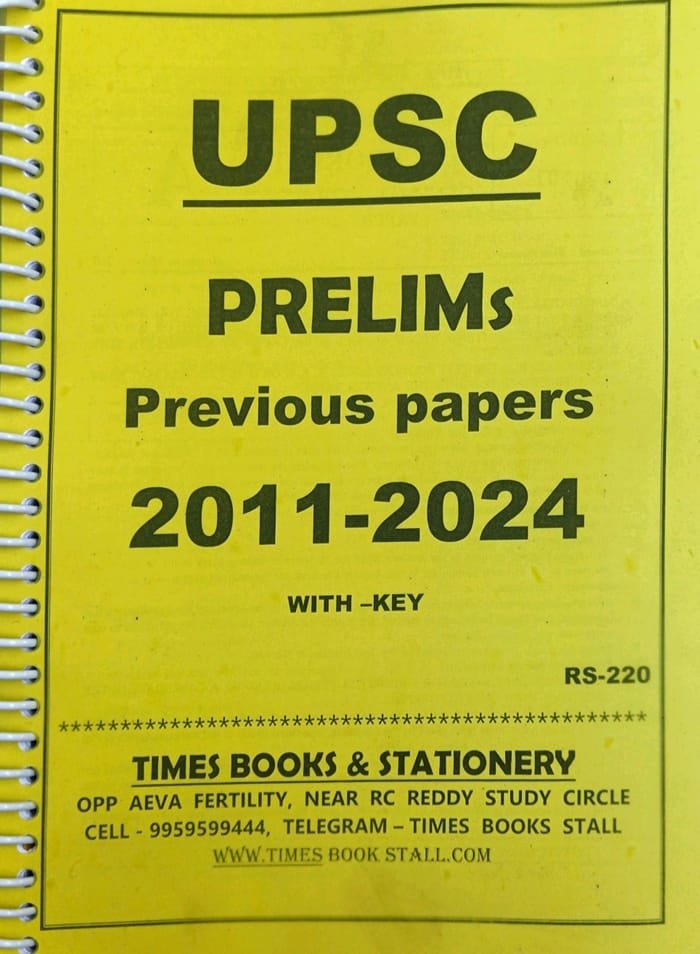 UPSC
PRELIMs
Previous papers
2011-2024
WITH –KEY
RS-220
************************************************
TIMES BOOKS & STATIONERY
OPP AEVA FERTILITY, NEAR RC REDDY STUDY CIRCLE
CELL - 9959599444, TELEGRAM – TIMES BOOKS STALL
WWW.TIMES BOOK STALL.COM